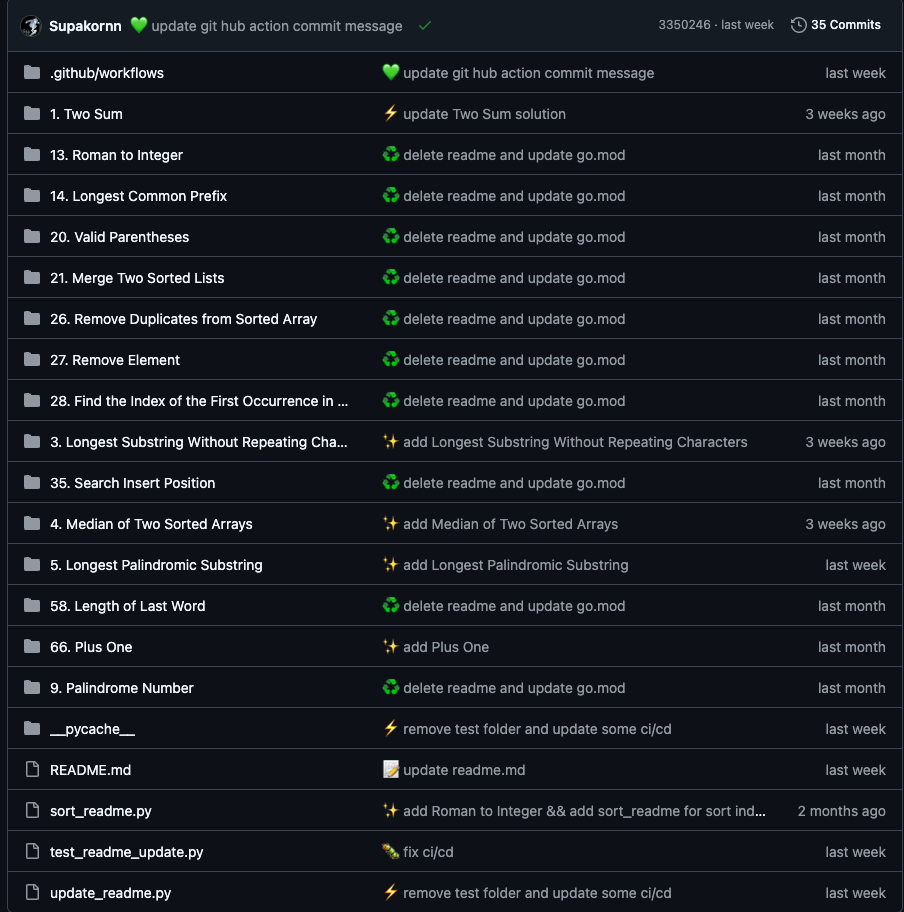 Supakornn 💚 update git hub action commit message 3350246 · last week 35 Commits
.github/workflows 💚 update git hub action commit message last week
1. Two Sum ⚡ update Two Sum solution 3 weeks ago
13. Roman to Integer ♻️ delete readme and update go.mod last month
14. Longest Common Prefix ♻️ delete readme and update go.mod last month
20. Valid Parentheses ♻️ delete readme and update go.mod last month
21. Merge Two Sorted Lists ♻️ delete readme and update go.mod last month
26. Remove Duplicates from Sorted Array ♻️ delete readme and update go.mod last month
27. Remove Element ♻️ delete readme and update go.mod last month
28. Find the Index of the First Occurrence in ... ♻️ delete readme and update go.mod last month
3. Longest Substring Without Repeating Cha... ✨ add Longest Substring Without Repeating Characters 3 weeks ago
35. Search Insert Position ♻️ delete readme and update go.mod last month
4. Median of Two Sorted Arrays ✨ add Median of Two Sorted Arrays 3 weeks ago
5. Longest Palindromic Substring ✨ add Longest Palindromic Substring last week
58. Length of Last Word ♻️ delete readme and update go.mod last month
66. Plus One ✨ add Plus One last month
9. Palindrome Number ♻️ delete readme and update go.mod last month
__pycache__ ⚡ remove test folder and update some ci/cd last week
README.md 📝 update readme.md last week
sort_readme.py ✨ add Roman to Integer && add sort_readme for sort ind... 2 months ago
test_readme_update.py 🐛 fix ci/cd last week
update_readme.py ⚡ remove test folder and update some ci/cd last week